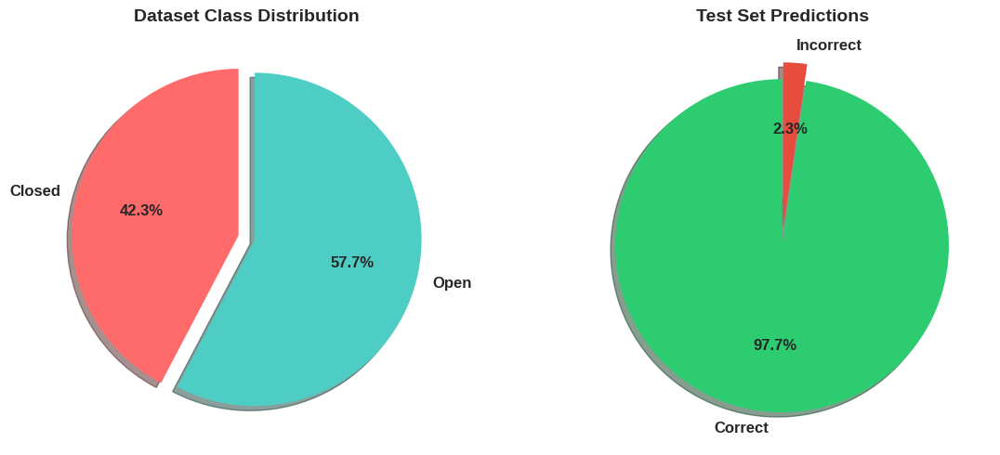 Dataset Class Distribution
Closed
42.3%
57.7%
Open
Test Set Predictions
Incorrect
2.3%
97.7%
Correct